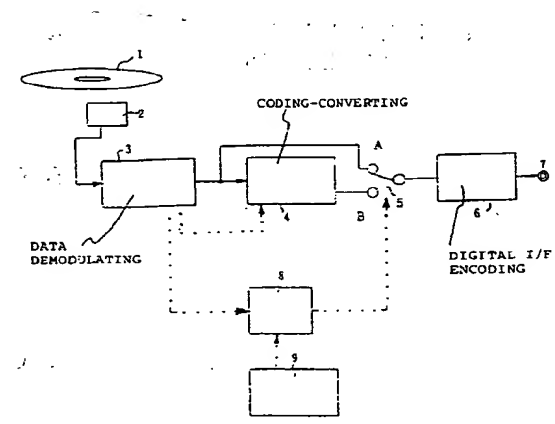 1
2
CODING-CONVERTING
3
A
7
4
B
5
6
DATA
DEMODULATING
DIGITAL I/F
ENCODING
8
9